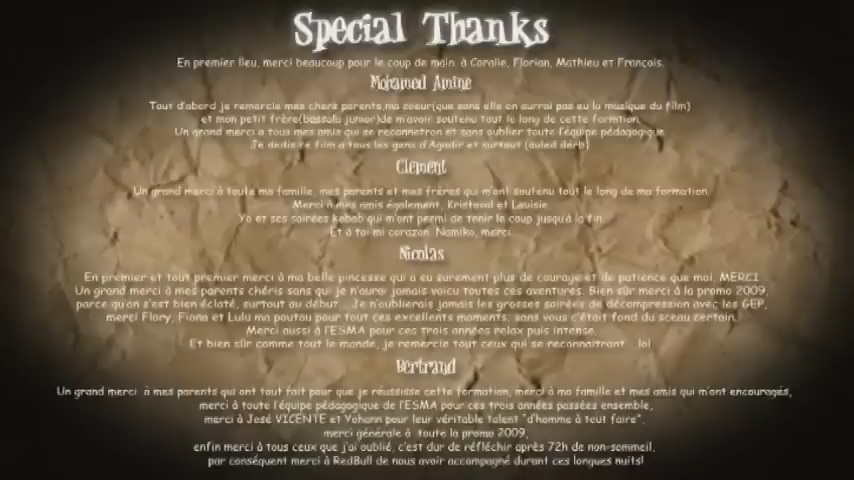 Special Thanks
En premier lieu, merci beaucoup pour le coup de main, à Coralie, Florian, Mathieu et François.
Mohamed Amine
Tout d'abord je remercie mes chers parents,ma soeur(que sans elle on aurrai pas eu la musique du film)
et mon petit frère(bassalu junior)de m'avoir soutenu tout le long de cette formtion.
Un grand merci a tous mes amis qui se reconnetron et sans oublier toute l'équipe pédagogique
Je dedis ce film a tous les gens d'Agadir et surtout (ouled derb)
Clement
Un grand merci à toute ma famille, mes parents et mes frères qui m'ont soutenu tout le long de ma formation.
Merci à mes amis également, Kristoval et Louisie
Yo et ses soirées kebab qui m'ont permi de tenir le coup jusqu'à la fin.
Et à toi mi corazon, Namiko, merci.
Nicolas
En premier et tout premier merci à ma belle pincesse qui a eu surement plus de courage et de patience que moi, MERCI
Un grand merci à mes parents chéris sans qui je n'aurai jamais vaicu toutes ces aventures. Bien sûr merci à la promo 2009,
parce qu'on s'est bien éclaté, surtout au début... Je n'oublierais jamais les grosses soirées de décompression avec les GEP,
merci Flory, Fiona et Lulu ma poutou pour tout ces excellents moments, sans vous c'était fond du sceau certain.
Merci aussi à l'ESMA pour ces trois années relax puis intense.
Et bien sûr comme tout le monde, je remercie tout ceux qui se reconnaitront... lol
Bertrand
Un grand merci à mes parents qui ont tout fait pour que je réussisse cette formation, merci à ma famille et mes amis qui m'ont encouragés,
merci à toute l'équipe pédagogique de l'ESMA pour ces trois années passées ensemble,
merci à José VICENTE et Yohann pour leur véritable talent "d'homme à tout faire",
merci générale à toute la promo 2009,
enfin merci à tous ceux que j'ai oublié, c'est dur de réfléchir après 72h de non-sommeil,
par conséquent merci à RedBull de nous avoir accompagné durant ces longues nuits!